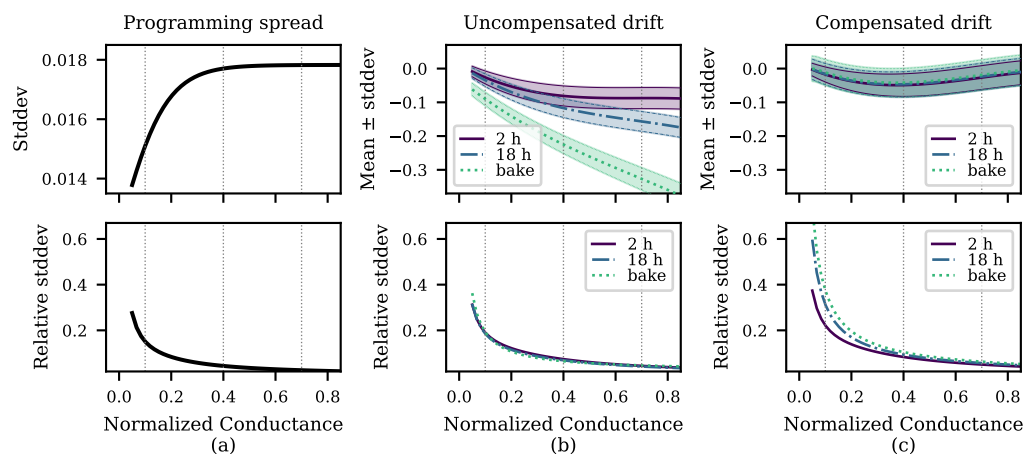 Programming spread
Uncompensated drift
Compensated drift
Stddev
0.018
0.016
0.014
Mean ± stddev
0.0
−0.1
−0.2
−0.3
2 h
18 h
bake
Mean ± stddev
0.0
−0.1
−0.2
−0.3
Relative stddev
0.6
0.4
0.2
0.0 0.2 0.4 0.6 0.8
Normalized Conductance
(a)
Relative stddev
0.6
0.4
0.2
2 h
18 h
bake
0.0 0.2 0.4 0.6 0.8
Normalized Conductance
(b)
Relative stddev
0.6
0.4
0.2
2 h
18 h
bake
0.0 0.2 0.4 0.6 0.8
Normalized Conductance
(c)